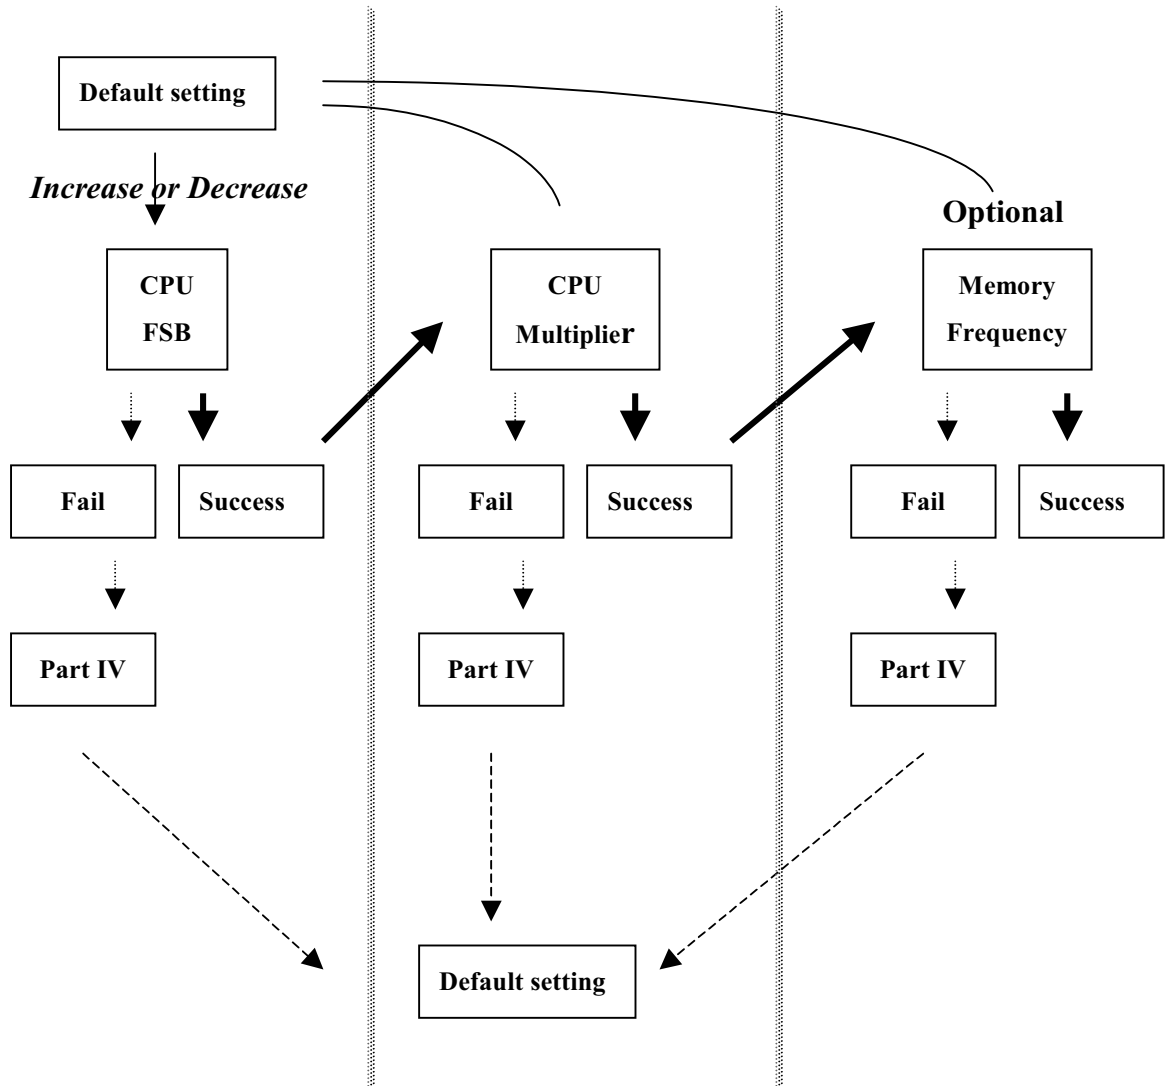 Default setting
Increase or Decrease
Optional
CPU
FSB
CPU
Multiplier
Memory
Frequency
Fail
Success
Fail
Success
Fail
Success
Part IV
Part IV
Part IV
Default setting